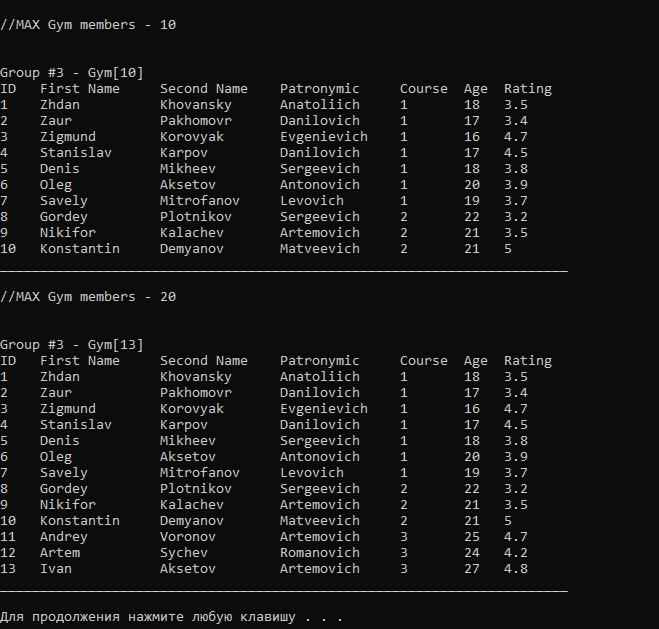 //MAX Gym members - 10
Group #3 - Gym[10]
ID First Name Second Name Patronymic Course Age Rating
1 Zhdan Khovansky Anatoliich 1 18 3.5
2 Zaur Pakhomovr Danilovich 1 17 3.4
3 Zigmund Korovyak Evgenievich 1 16 4.7
4 Stanislav Karpov Danilovich 1 17 4.5
5 Denis Mikheev Sergeevich 1 18 3.8
6 Oleg Aksetov Antonovich 1 20 3.9
7 Savely Mitrofanov Levovich 1 19 3.7
8 Gordey Plotnikov Sergeevich 2 22 3.2
9 Nikifor Kalachev Artemovich 2 21 3.5
10 Konstantin Demyanov Matveevich 2 21 5
//MAX Gym members - 20
Group #3 - Gym[13]
ID First Name Second Name Patronymic Course Age Rating
1 Zhdan Khovansky Anatoliich 1 18 3.5
2 Zaur Pakhomovr Danilovich 1 17 3.4
3 Zigmund Korovyak Evgenievich 1 16 4.7
4 Stanislav Karpov Danilovich 1 17 4.5
5 Denis Mikheev Sergeevich 1 18 3.8
6 Oleg Aksetov Antonovich 1 20 3.9
7 Savely Mitrofanov Levovich 1 19 3.7
8 Gordey Plotnikov Sergeevich 2 22 3.2
9 Nikifor Kalachev Artemovich 2 21 3.5
10 Konstantin Demyanov Matveevich 2 21 5
11 Andrey Voronov Artemovich 3 25 4.7
12 Artem Sychev Romanovich 3 24 4.2
13 Ivan Aksetov Artemovich 3 27 4.8
Для продолжения нажмите любую клавишу . . .